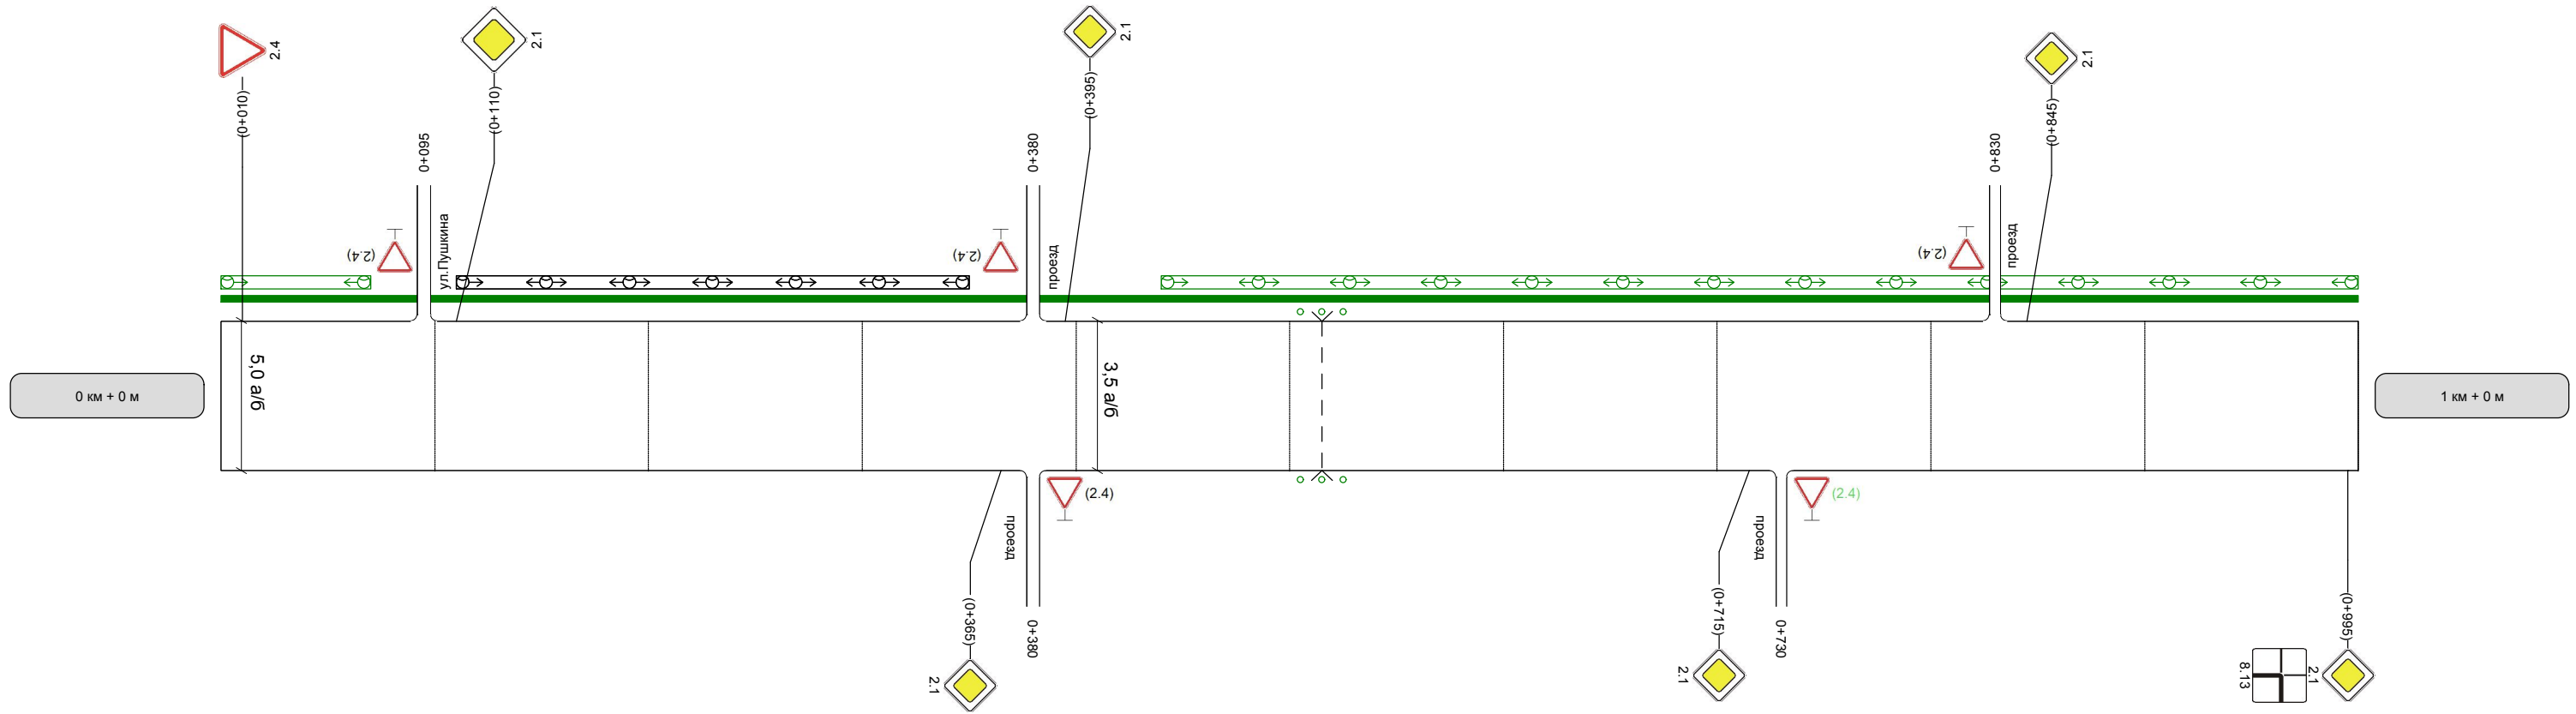 2.4
(0+010)
2.1
(0+110)
2.1
(0+395)
2.1
(0+845)
0+095
0+380
0+830
ул.Пушкина
проезд
проезд
(2.4)
(2.4)
(2.4)
5,0 а/б
3,5 а/б
0 км + 0 м
1 км + 0 м
(2.4)
(2.4)
проезд
проезд
(0+365)
0+380
(0+715)
0+730
(0+995)
2.1
2.1
8.13
2.1